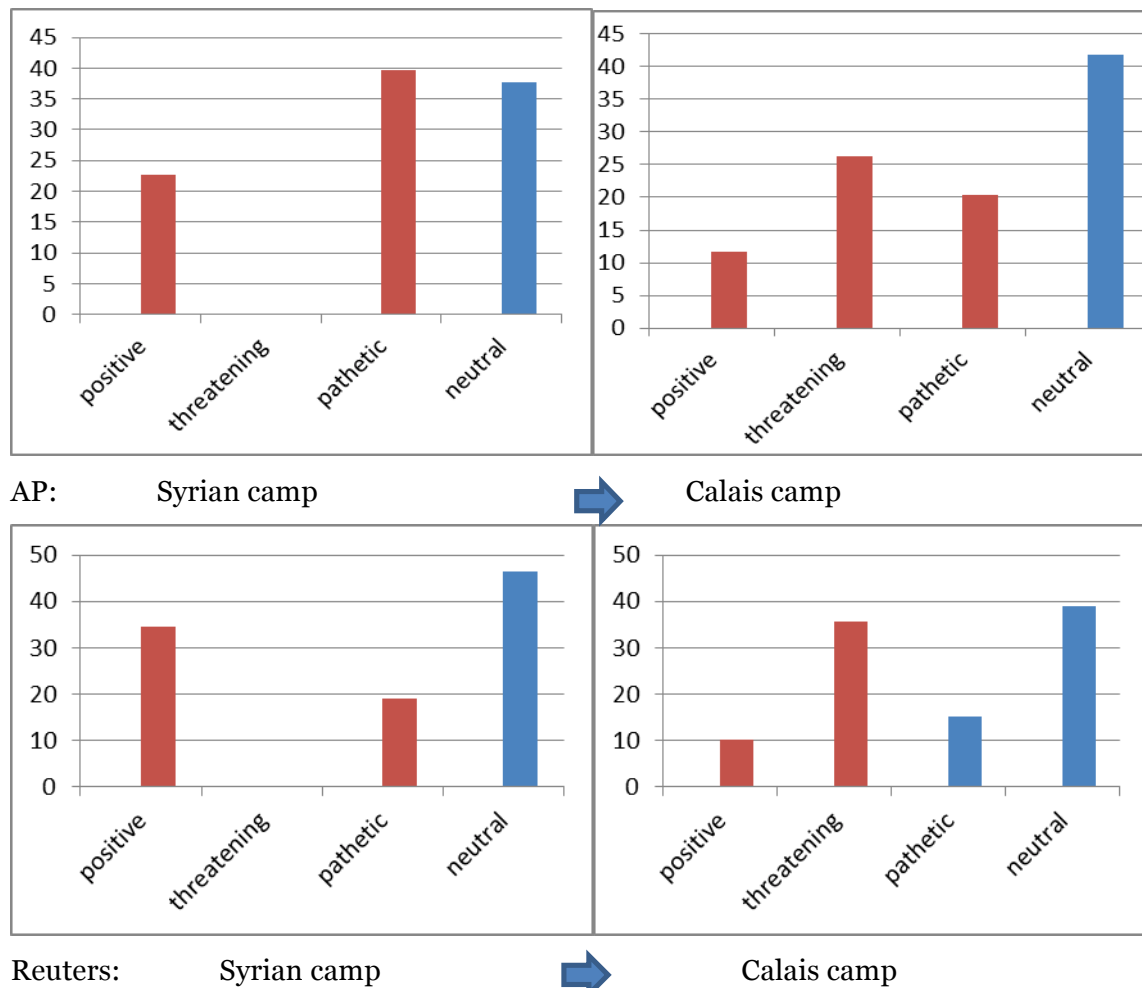 45
40
35
30
25
20
15
10
5
0
positive
threatening
pathetic
neutral
45
40
35
30
25
20
15
10
5
0
positive
threatening
pathetic
neutral
AP: Syrian camp Calais camp
50
40
30
20
10
0
positive
threatening
pathetic
neutral
50
40
30
20
10
0
positive
threatening
pathetic
neutral
Reuters: Syrian camp Calais camp